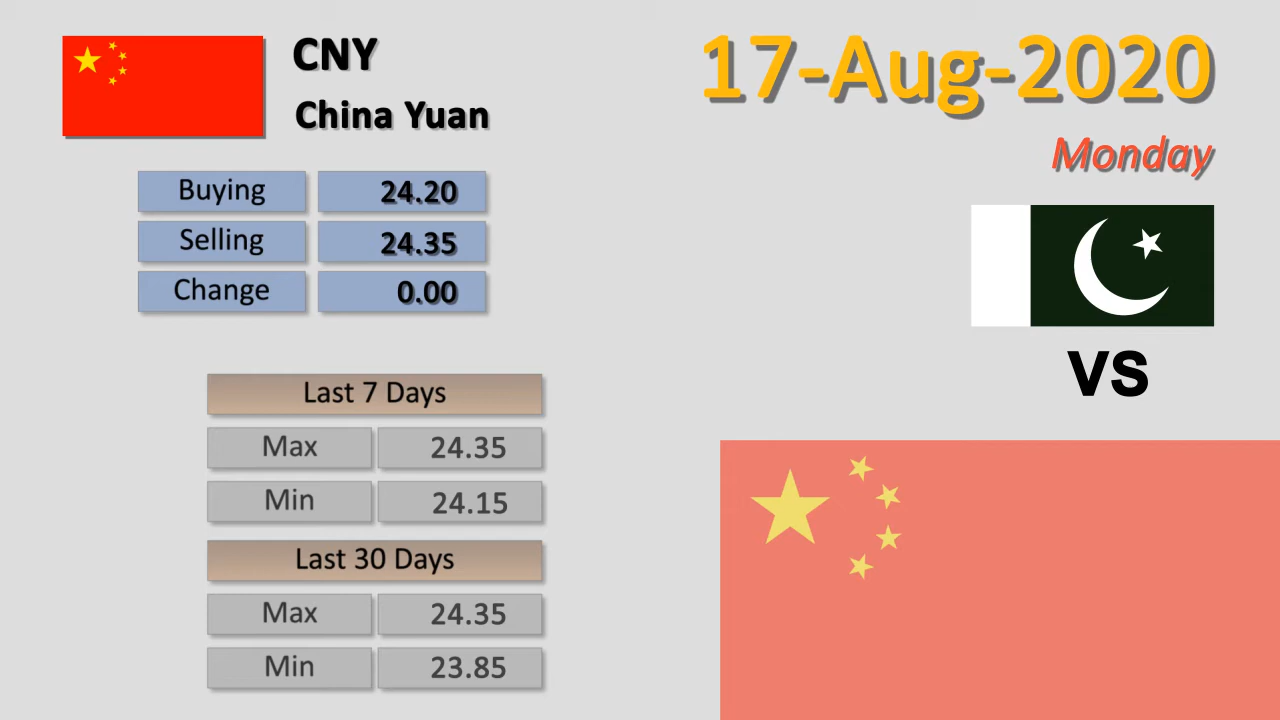 CNY
China Yuan
17-Aug-2020
Monday
Buying 24.20
Selling 24.35
Change 0.00
VS
Last 7 Days
Max 24.35
Min 24.15
Last 30 Days
Max 24.35
Min 23.85